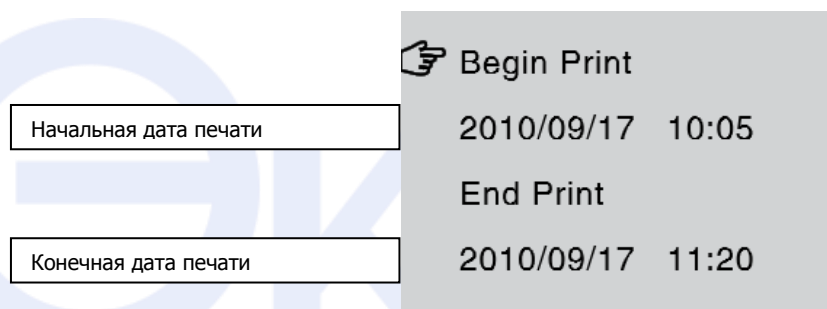 Begin Print
Начальная дата печати 2010/09/17 10:05
End Print
Конечная дата печати 2010/09/17 11:20